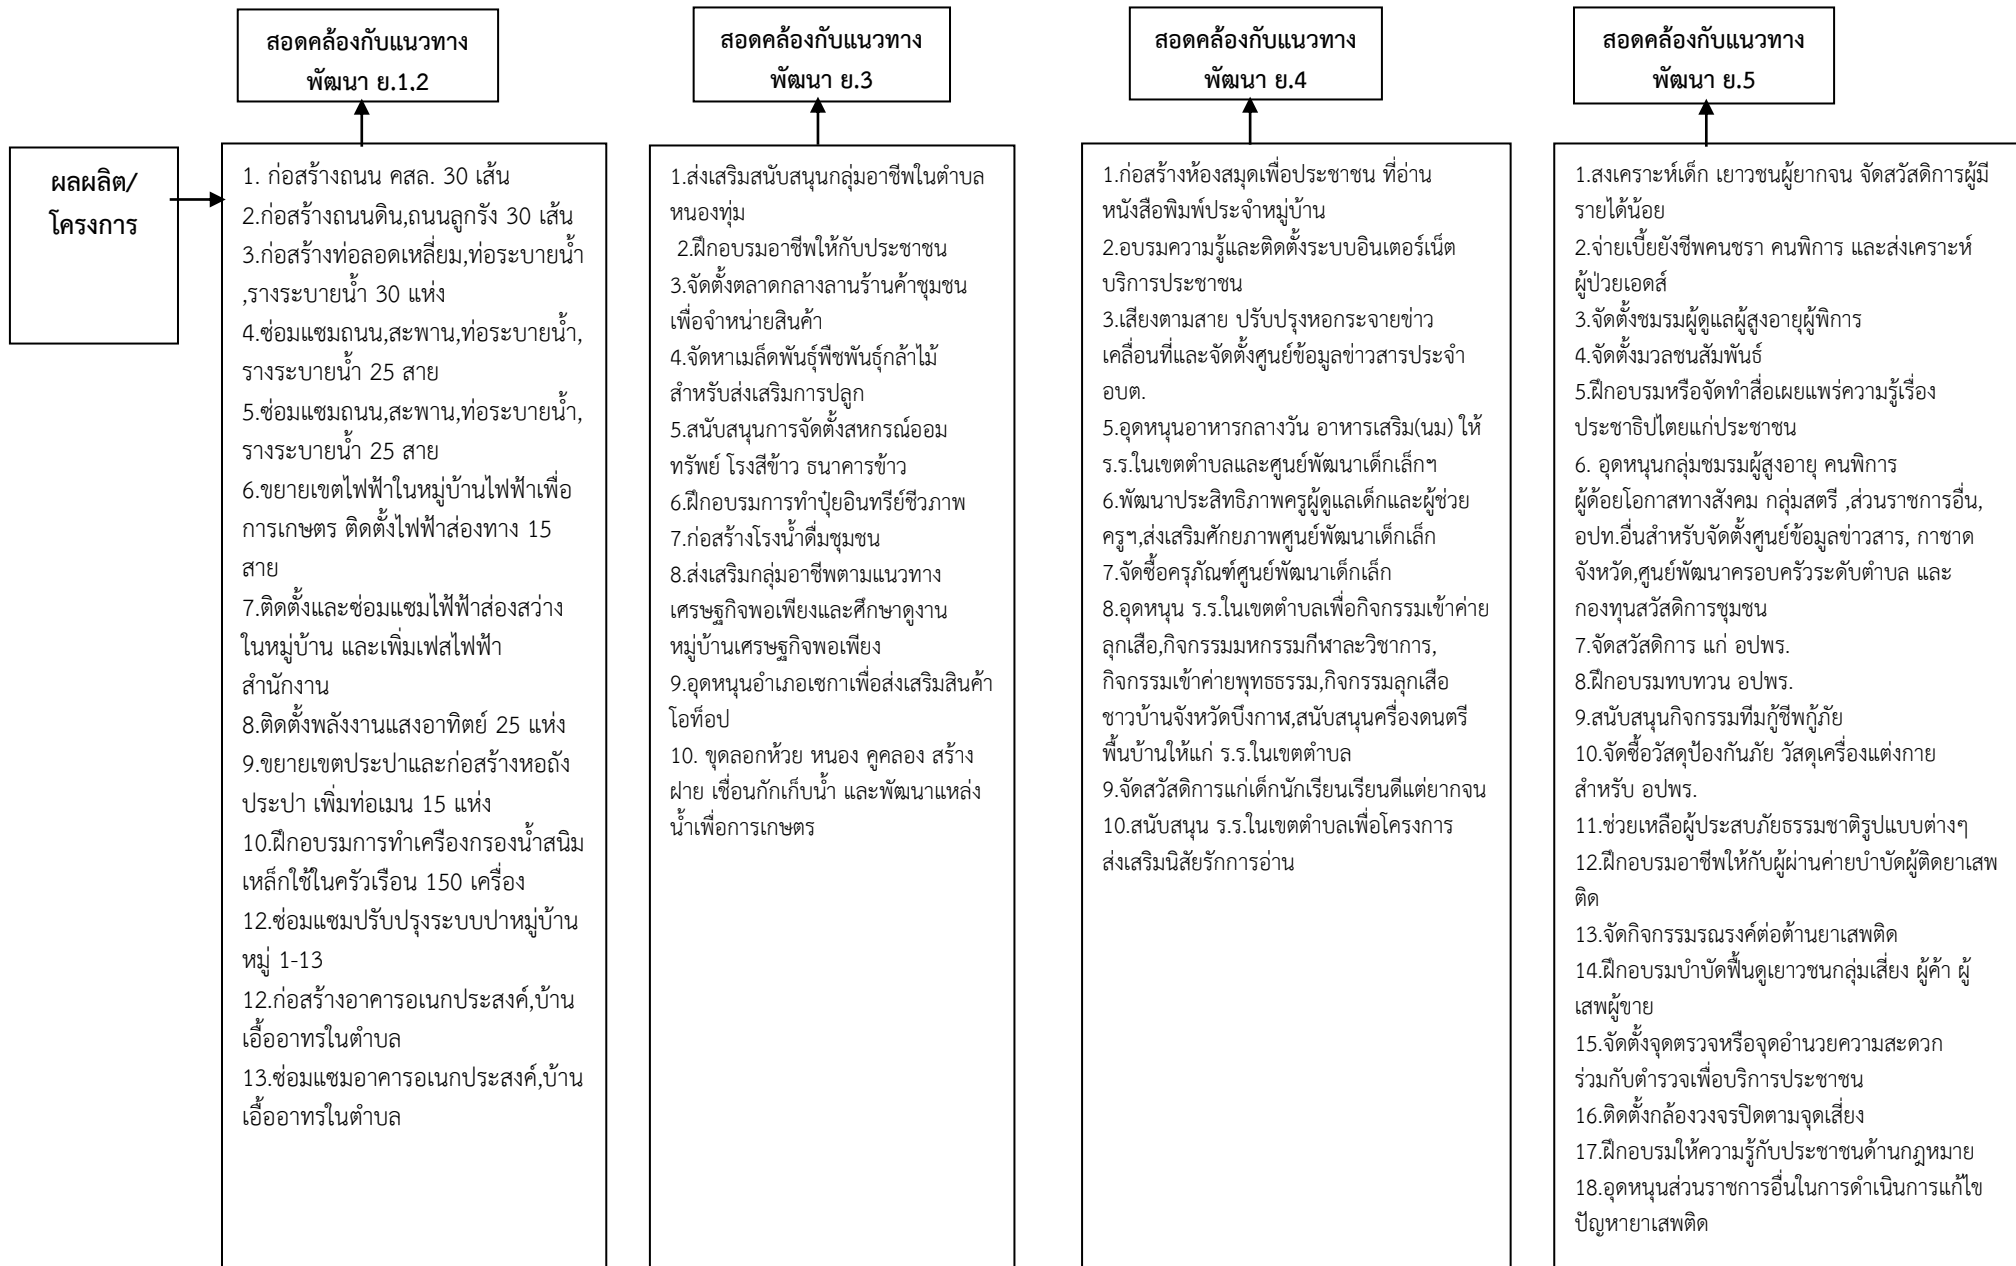 สอดคล้องกับแนวทาง
พัฒนา ย.1,2
สอดคล้องกับแนวทาง
พัฒนา ย.3
สอดคล้องกับแนวทาง
พัฒนา ย.4
สอดคล้องกับแนวทาง
พัฒนา ย.5
ผลผลิต/
โครงการ
1. ก่อสร้างถนน คสล. 30 เส้น
2.ก่อสร้างถนนดิน,ถนนลูกรัง 30 เส้น
3.ก่อสร้างท่อลอดเหลี่ยม,ท่อระบายน้ำ
,รางระบายน้ำ 30 แห่ง
4.ซ่อมแซมถนน,สะพาน,ท่อระบายน้ำ,
รางระบายน้ำ 25 สาย
5.ซ่อมแซมถนน,สะพาน,ท่อระบายน้ำ,
รางระบายน้ำ 25 สาย
6.ขยายเขตไฟฟ้าในหมู่บ้านไฟฟ้าเพื่อ
การเกษตร ติดตั้งไฟฟ้าส่องทาง 15
สาย
7.ติดตั้งและซ่อมแซมไฟ้ฟ้าส่องสว่าง
ในหมู่บ้าน และเพิ่มเฟสไฟฟ้า
สำนักงาน
8.ติดตั้งพลังงานแสงอาทิตย์ 25 แห่ง
9.ขยายเขตประปาและก่อสร้างหอถัง
ประปา เพิ่มท่อเมน 15 แห่ง
10.ฝึกอบรมการทำเครืองกรองน้ำสนิม
เหล็กใช้ในครัวเรือน 150 เครื่อง
12.ซ่อมแซมปรับปรุงระบบปาหมู่บ้าน
หมู่ 1-13
12.ก่อสร้างอาคารอเนกประสงค์,บ้าน
เอื้ออาทรในตำบล
13.ซ่อมแซมอาคารอเนกประสงค์,บ้าน
เอื้ออาทรในตำบล
1.ส่งเสริมสนับสนุนกลุ่มอาชีพในตำบล
หนองทุ่ม
2.ฝึกอบรมอาชีพให้กับประชาชน
3.จัดตั้งตลาดกลางลานร้านค้าชุมชน
เพื่อจำหน่ายสินค้า
4.จัดหาเมล็ดพันธุ์พืชพันธุ์กล้าไม้
สำหรับส่งเสริมการปลูก
5.สนับสนุนการจัดตั้งสหกรณ์ออม
ทรัพย์ โรงสีข้าว ธนาคารข้าว
6.ฝึกอบรมการทำปุ๋ยอินทรีย์ชีวภาพ
7.ก่อสร้างโรงน้ำดื่มชุมชน
8.ส่งเสริมกลุ่มอาชีพตามแนวทาง
เศรษฐกิจพอเพียงและศึกษาดูงาน
หมู่บ้านเศรษฐกิจพอเพียง
9.อุดหนุนอำเภอเซกาเพื่อส่งเสริมสินค้า
โอท็อป
10. ขุดลอกห้วย หนอง คูคลอง สร้าง
ฝาย เชื่อนกักเก็บน้ำ และพัฒนาแหล่ง
น้ำเพื่อการเกษตร
1.ก่อสร้างห้องสมุดเพื่อประชาชน ที่อ่าน
หนังสือพิมพ์ประจำหมู่บ้าน
2.อบรมความรู้และติดตั้งระบบอินเตอร์เน็ต
บริการประชาชน
3.เสียงตามสาย ปรับปรุงหอกระจายข่าว
เคลื่อนที่และจัดตั้งศูนย์ข้อมูลข่าวสารประจำ
อบต.
5.อุดหนุนอาหารกลางวัน อาหารเสริม(นม) ให้
ร.ร.ในเขตตำบลและศูนย์พัฒนาเด็กเล็กฯ
6.พัฒนาประสิทธิภาพครูผู้ดูแลเด็กและผู้ช่วย
ครูฯ,ส่งเสริมศักยภาพศูนย์พัฒนาเด็กเล็ก
7.จัดซื้อครุภัณฑ์ศูนย์พัฒนาเด็กเล็ก
8.อุดหนุน ร.ร.ในเขตตำบลเพื่อกิจกรรมเข้าค่าย
ลุกเสือ,กิจกรรมมหกรรมกีฬาละวิชาการ,
กิจกรรมเข้าค่ายพุทธธรรม,กิจกรรมลุกเสือ
ชาวบ้านจังหวัดบึงกาฬ,สนับสนุนครื่องดนตรี
พื้นบ้านให้แก่ ร.ร.ในเขตตำบล
9.จัดสวัสดิการแก่เด็กนักเรียนเรียนดีแต่ยากจน
10.สนับสนุน ร.ร.ในเขตตำบลเพื่อโครงการ
ส่งเสริมนิสัยรักการอ่าน
1.สงเคราะห์เด็ก เยาวชนผู้ยากจน จัดสวัสดิการผู้มี
รายได้น้อย
2.จ่ายเบี้ยยังชีพคนชรา คนพิการ และส่งเคราะห์
ผู้ป่วยเอดส์
3.จัดตั้งชมรมผู้ดูแลผู้สูงอายุผู้พิการ
4.จัดตั้งมวลชนสัมพันธ์
5.ฝึกอบรมหรือจัดทำสื่อเผยแพร่ความรู้เรื่อง
ประชาธิปไตยแก่ประชาชน
6. อุดหนุนกลุ่มชมรมผู้สูงอายุ คนพิการ
ผู้ด้อยโอกาสทางสังคม กลุ่มสตรี ,ส่วนราชการอื่น,
อปท.อื่นสำหรับจัดตั้งศูนย์ข้อมูลข่าวสาร, กาชาด
จังหวัด,ศูนย์พัฒนาครอบครัวระดับตำบล และ
กองทุนสวัสดิการชุมชน
7.จัดสวัสดิการ แก่ อปพร.
8.ฝึกอบรมทบทวน อปพร.
9.สนับสนุนกิจกรรมทีมกู้ชีพกู้ภัย
10.จัดซื้อวัสดุป้องกันภัย วัสดุเครื่องแต่งกาย
สำหรับ อปพร.
11.ช่วยเหลือผู้ประสบภัยธรรมชาติรูปแบบต่างๆ
12.ฝึกอบรมอาชีพให้กับผู้ผ่านค่ายบำบัดผู้ติดยาเสพ
ติด
13.จัดกิจกรรมรณรงค์ต่อต้านยาเสพติด
14.ฝึกอบรมบำบัดฟื้นดูเยาวชนกลุ่มเสี่ยง ผู้ค้า ผู้
เสพผู้ขาย
15.จัดตั้งจุดตรวจหรือจุดอำนวยความสะดวก
ร่วมกับตำรวจเพื่อบริการประชาชน
16.ติดตั้งกล้องวงจรปิดตามจุดเสี่ยง
17.ฝึกอบรมให้ความรู้กับประชาชนด้านกฎหมาย
18.อุดหนุนส่วนราชการอื่นในการดำเนินการแก้ไข
ปัญหายาเสพติด